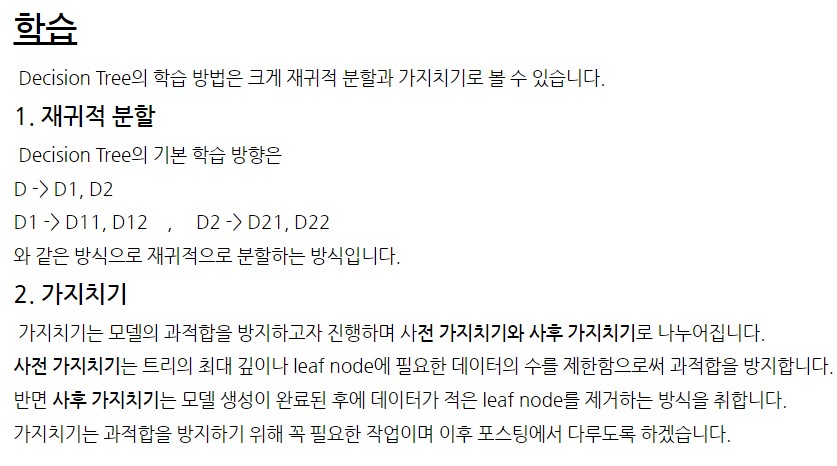 학습
Decision Tree의 학습 방법은 크게 재귀적 분할과 가지치기로 볼 수 있습니다.
1. 재귀적 분할
Decision Tree의 기본 학습 방향은
D -> D1, D2
D1 -> D11, D12 , D2 -> D21, D22
와 같은 방식으로 재귀적으로 분할하는 방식입니다.
2. 가지치기
가지치기는 모델의 과적합을 방지하고자 진행하며 사전 가지치기와 사후 가지치기로 나누어집니다.
사전 가지치기는 트리의 최대 깊이나 leaf node에 필요한 데이터의 수를 제한함으로써 과적합을 방지합니다.
반면 사후 가지치기는 모델 생성이 완료된 후에 데이터가 적은 leaf node를 제거하는 방식을 취합니다.
가지치기는 과적합을 방지하기 위해 꼭 필요한 작업이며 이후 포스팅에서 다루도록 하겠습니다.